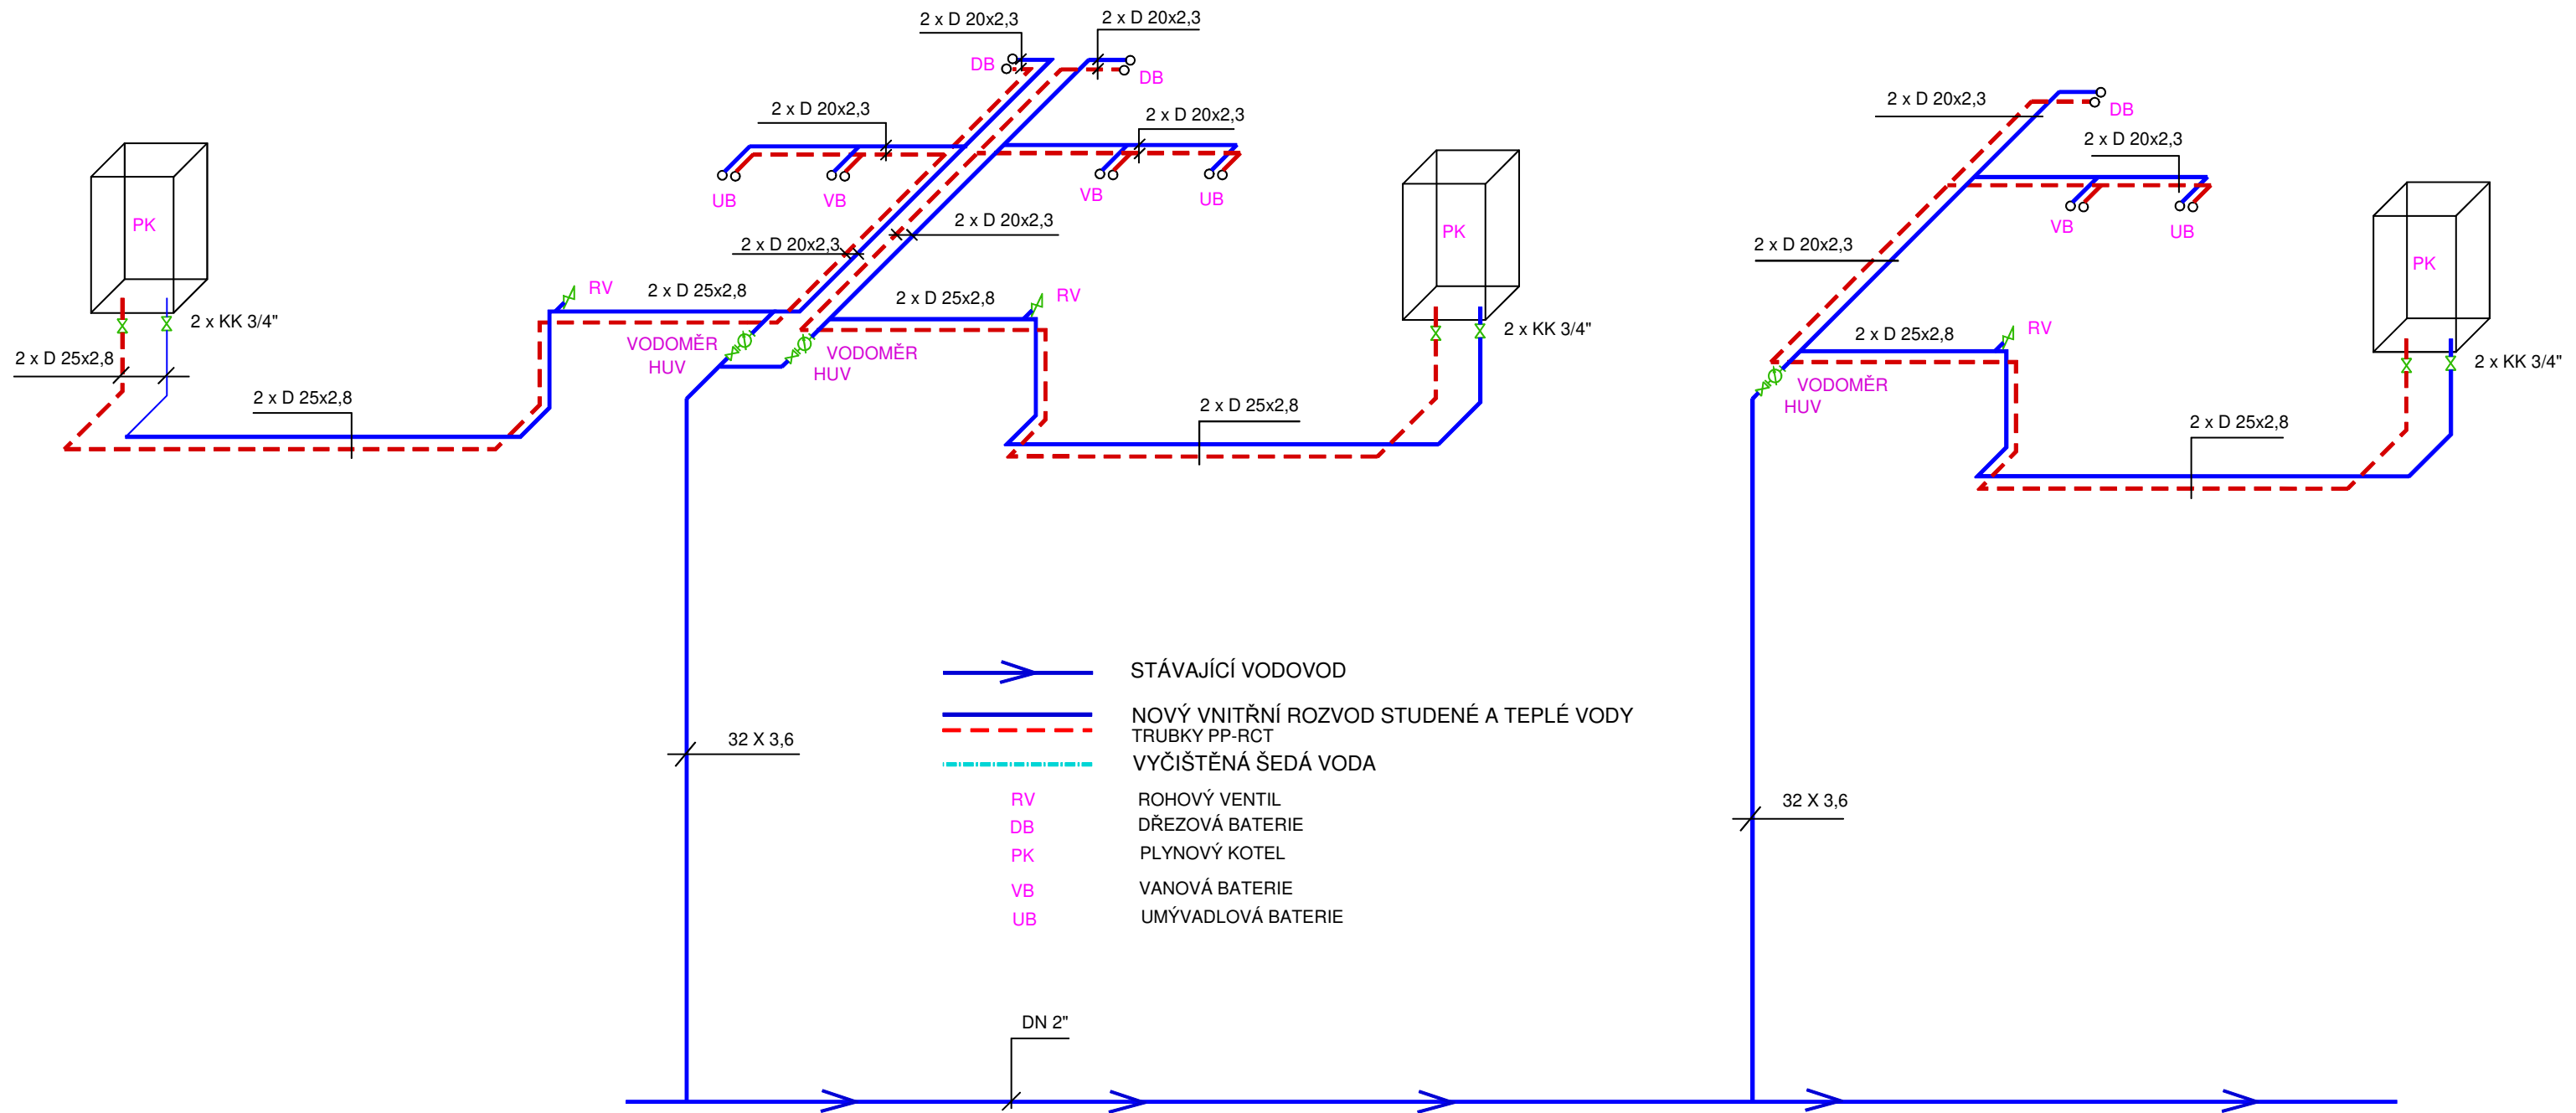 2 x D 20x2,3
2 x D 20x2,3
DB
DB
2 x D 20x2,3
2 x D 20x2,3
2 x D 20x2,3
DB
2 x D 20x2,3
UB
VB
VB
UB
VB
UB
PK
PK
PK
2 x D 20x2,3
2 x D 20x2,3
2 x D 20x2,3
RV
2 x D 25x2,8
2 x D 25x2,8
RV
2 x KK 3/4"
VODOMĚR
HUV
VODOMĚR
HUV
2 x KK 3/4"
2 x D 25x2,8
RV
2 x KK 3/4"
VODOMĚR
HUV
2 x D 25x2,8
2 x D 25x2,8
2 x D 25x2,8
2 x D 25x2,8
STÁVAJÍCÍ VODOVOD
NOVÝ VNITŘNÍ ROZVOD STUDENÉ A TEPLÉ VODY
TRUBKY PP-RCT
VYČIŠTĚNÁ ŠEDÁ VODA
RV ROHOVÝ VENTIL
DB DŘEZOVÁ BATERIE
PK PLYNOVÝ KOTEL
VB VANOVÁ BATERIE
UB UMÝVADLOVÁ BATERIE
32 X 3,6
32 X 3,6
DN 2"